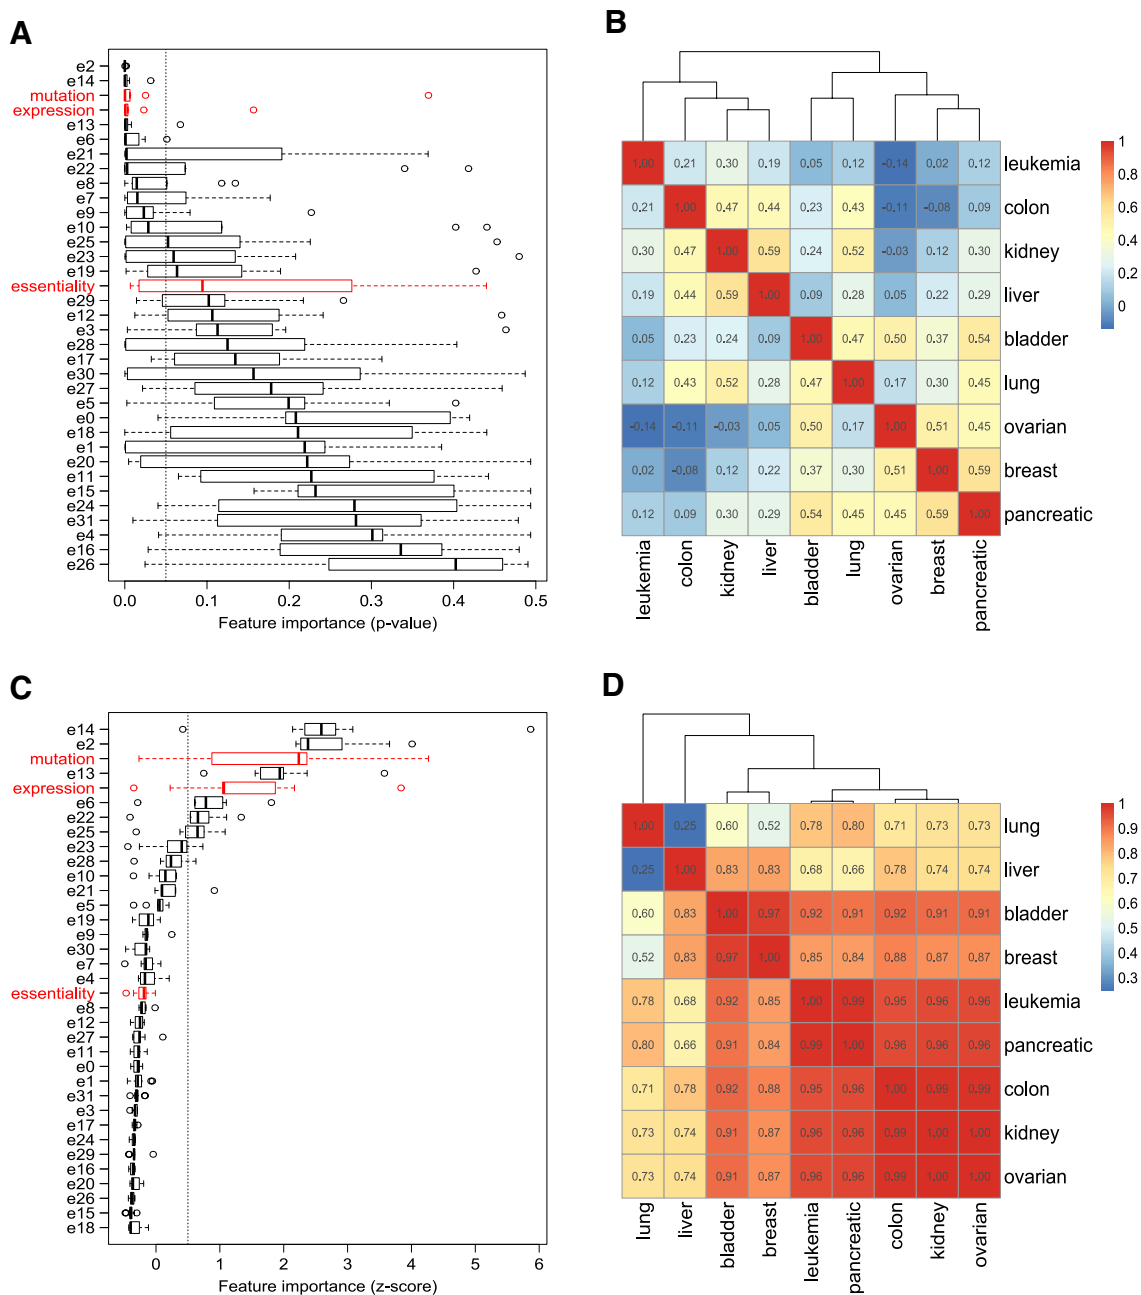 A
e2
e14
mutation
expression
e13
e6
e21
e22
e8
e7
e9
e10
e25
e23
e19
essentiality
e29
e12
e3
e28
e17
e30
e27
e5
e0
e18
e1
e20
e11
e15
e24
e31
e4
e16
e26
0.0 0.1 0.2 0.3 0.4 0.5
Feature importance (p-value)
B
1.00 0.21 0.30 0.19 0.05 0.12 -0.14 0.02 0.12 leukemia
0.21 1.00 0.47 0.44 0.23 0.43 -0.11 -0.08 0.09 colon
0.30 0.47 1.00 0.59 0.24 0.52 -0.03 0.12 0.30 kidney
0.19 0.44 0.59 1.00 0.09 0.28 0.05 0.22 0.29 liver
0.05 0.23 0.24 0.09 1.00 0.47 0.50 0.37 0.54 bladder
0.12 0.43 0.52 0.28 0.47 1.00 0.17 0.30 0.45 lung
-0.14 -0.11 -0.03 0.05 0.50 0.17 1.00 0.51 0.45 ovarian
0.02 -0.08 0.12 0.22 0.37 0.30 0.51 1.00 0.59 breast
0.12 0.09 0.30 0.29 0.54 0.45 0.45 0.59 1.00 pancreatic
leukemia colon kidney liver bladder lung ovarian breast pancreatic
1
0.8
0.6
0.4
0.2
0
C
e14
e2
mutation
e13
expression
e6
e22
e25
e23
e28
e10
e21
e5
e19
e9
e30
e7
e4
essentiality
e8
e12
e27
e11
e0
e1
e31
e3
e17
e24
e29
e16
e20
e26
e15
e18
0 1 2 3 4 5 6
Feature importance (z-score)
D
1.00 0.25 0.60 0.52 0.78 0.80 0.71 0.73 0.73 lung
0.25 1.00 0.83 0.83 0.68 0.66 0.78 0.74 0.74 liver
0.60 0.83 1.00 0.97 0.92 0.91 0.92 0.91 0.91 bladder
0.52 0.83 0.97 1.00 0.85 0.84 0.88 0.87 0.87 breast
0.78 0.68 0.92 0.85 1.00 0.99 0.95 0.96 0.96 leukemia
0.80 0.66 0.91 0.84 0.99 1.00 0.96 0.96 0.96 pancreatic
0.71 0.78 0.92 0.88 0.95 0.96 1.00 0.99 0.99 colon
0.73 0.74 0.91 0.87 0.96 0.96 0.99 1.00 1.00 kidney
0.73 0.74 0.91 0.87 0.96 0.96 0.99 1.00 1.00 ovarian
lung liver bladder breast leukemia pancreatic colon kidney ovarian
1
0.9
0.8
0.7
0.6
0.5
0.4
0.3